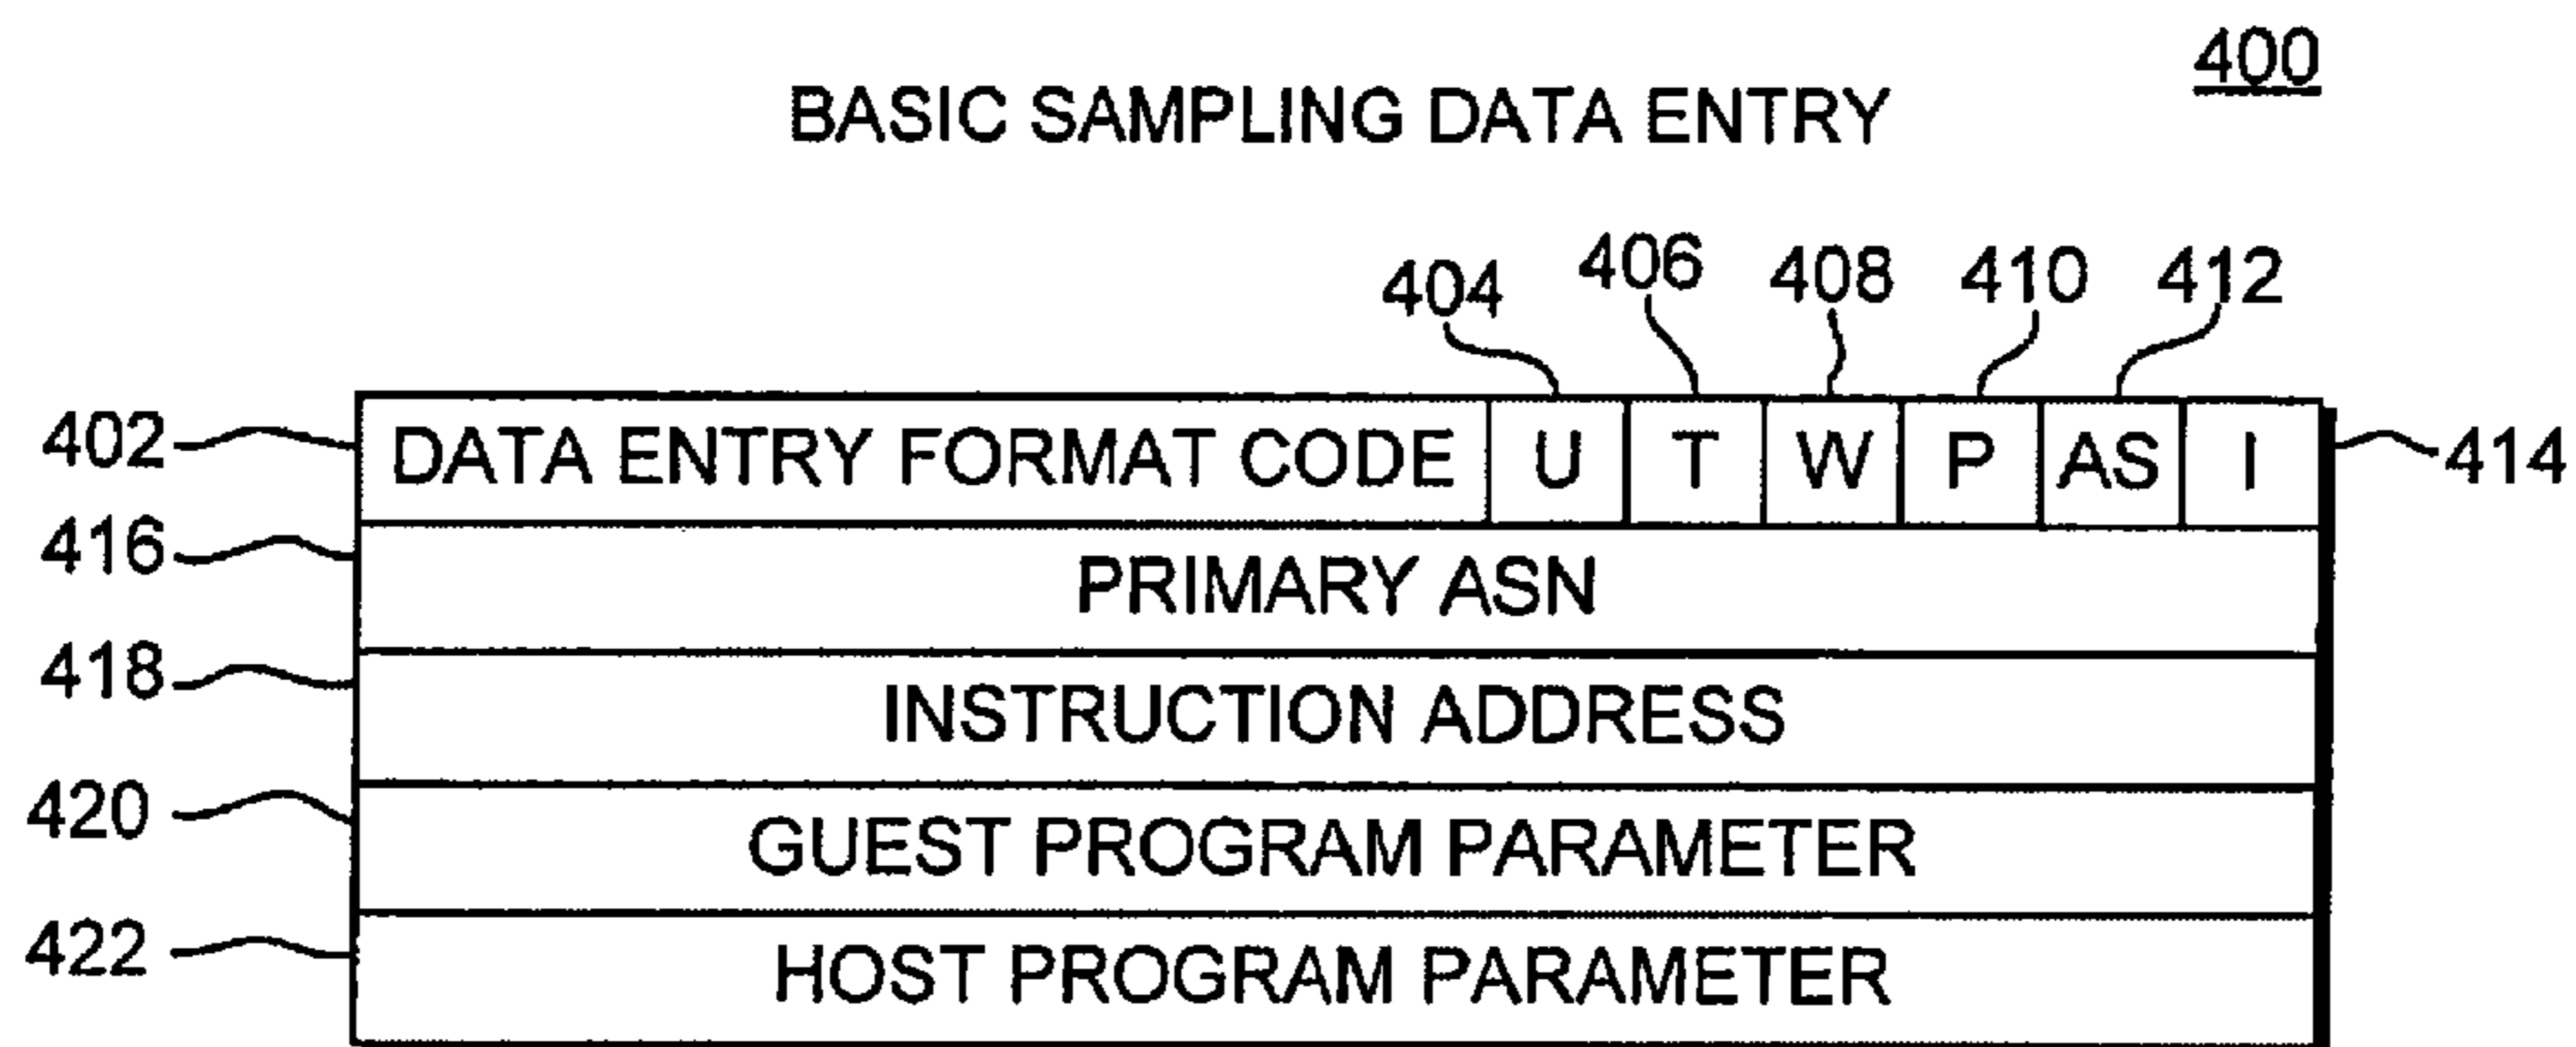 400
BASIC SAMPLING DATA ENTRY
404 406 408 410 412
402 DATA ENTRY FORMAT CODE U T W P AS I 414
416 PRIMARY ASN
418 INSTRUCTION ADDRESS
420 GUEST PROGRAM PARAMETER
422 HOST PROGRAM PARAMETER